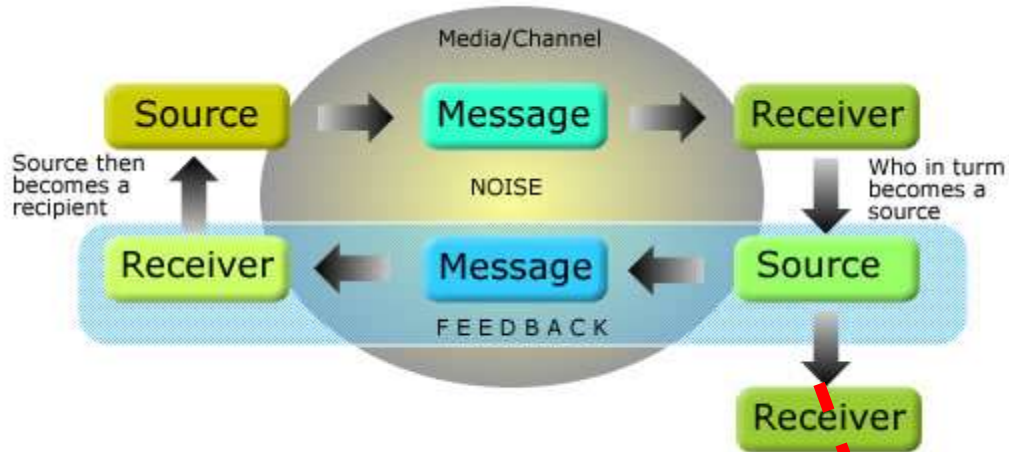 Media/Channel
Source
Message
Receiver
Source then
becomes a
recipient
NOISE
Who in turm
becomes a
source
Receiver
Message
Source
FEEDBACK
Receiver